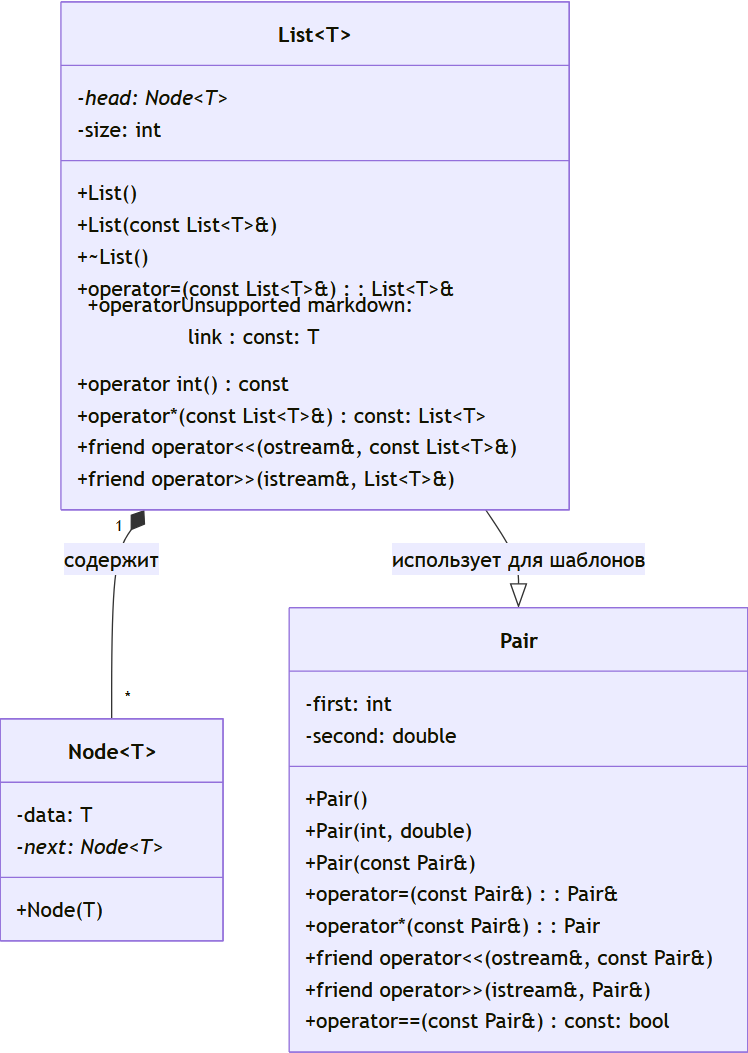 List<T>
-head: Node<T>
-size: int
+List()
+List(const List<T>&)
+~List()
+operator=(const List<T>&) : : List<T>&
+operatorUnsupported markdown:
link : const: T
+operator int() : const
+operator*(const List<T>&) : const: List<T>
+friend operator<<(ostream&, const List<T>&)
+friend operator>>(istream&, List<T>&)
1
содержит
использует для шаблонов
*
Pair
-first: int
-second: double
+Pair()
+Pair(int, double)
+Pair(const Pair&)
+operator=(const Pair&) : : Pair&
+operator*(const Pair&) : : Pair
+friend operator<<(ostream&, const Pair&)
+friend operator>>(istream&, Pair&)
+operator==(const Pair&) : const: bool
Node<T>
-data: T
-next: Node<T>
+Node(T)